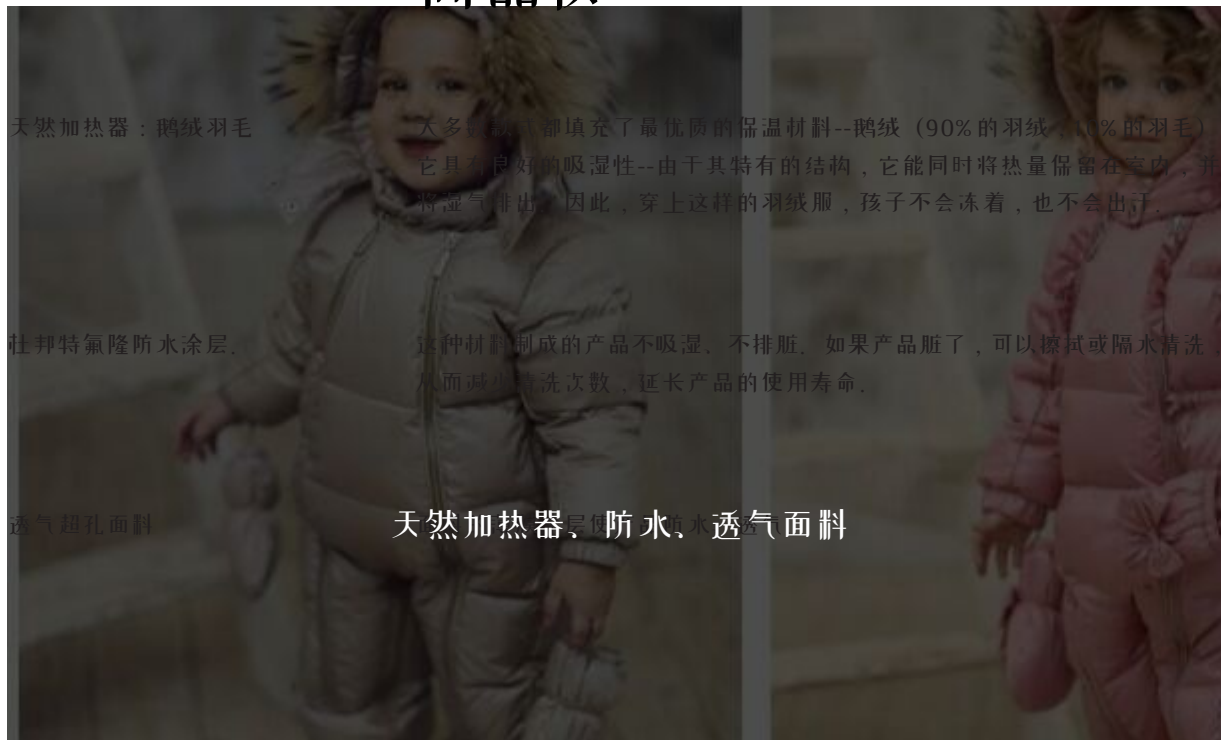 天然加热器：鹅绒羽毛
大多数款式都填充了最优质的保温材料--鹅绒（90%的羽绒，10%的羽毛）
它具有良好的吸湿性--由于其特有的结构，它能同时将热量保留在室内，并
将湿气排出。因此，穿上这样的羽绒服，孩子不会冻着，也不会出汗。
杜邦特氟隆防水涂层。
这种材料制成的产品不吸湿、不排脏。如果产品脏了，可以擦拭或隔水清洗
从而减少清洗次数，延长产品的使用寿命。
透气超孔面料
天然加热器、防水、透气面料